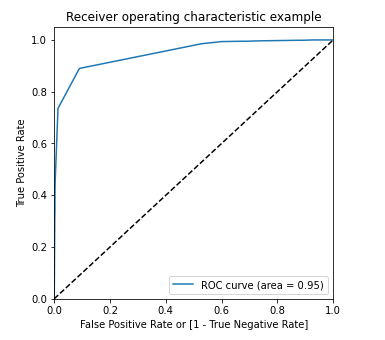 Receiver operating characteristic example
1.0
0.8
0.6
0.4
0.2
0.0
True Positive Rate
ROC curve (area = 0.95)
0.0 0.2 0.4 0.6 0.8 1.0
False Positive Rate or [1 - True Negative Rate]